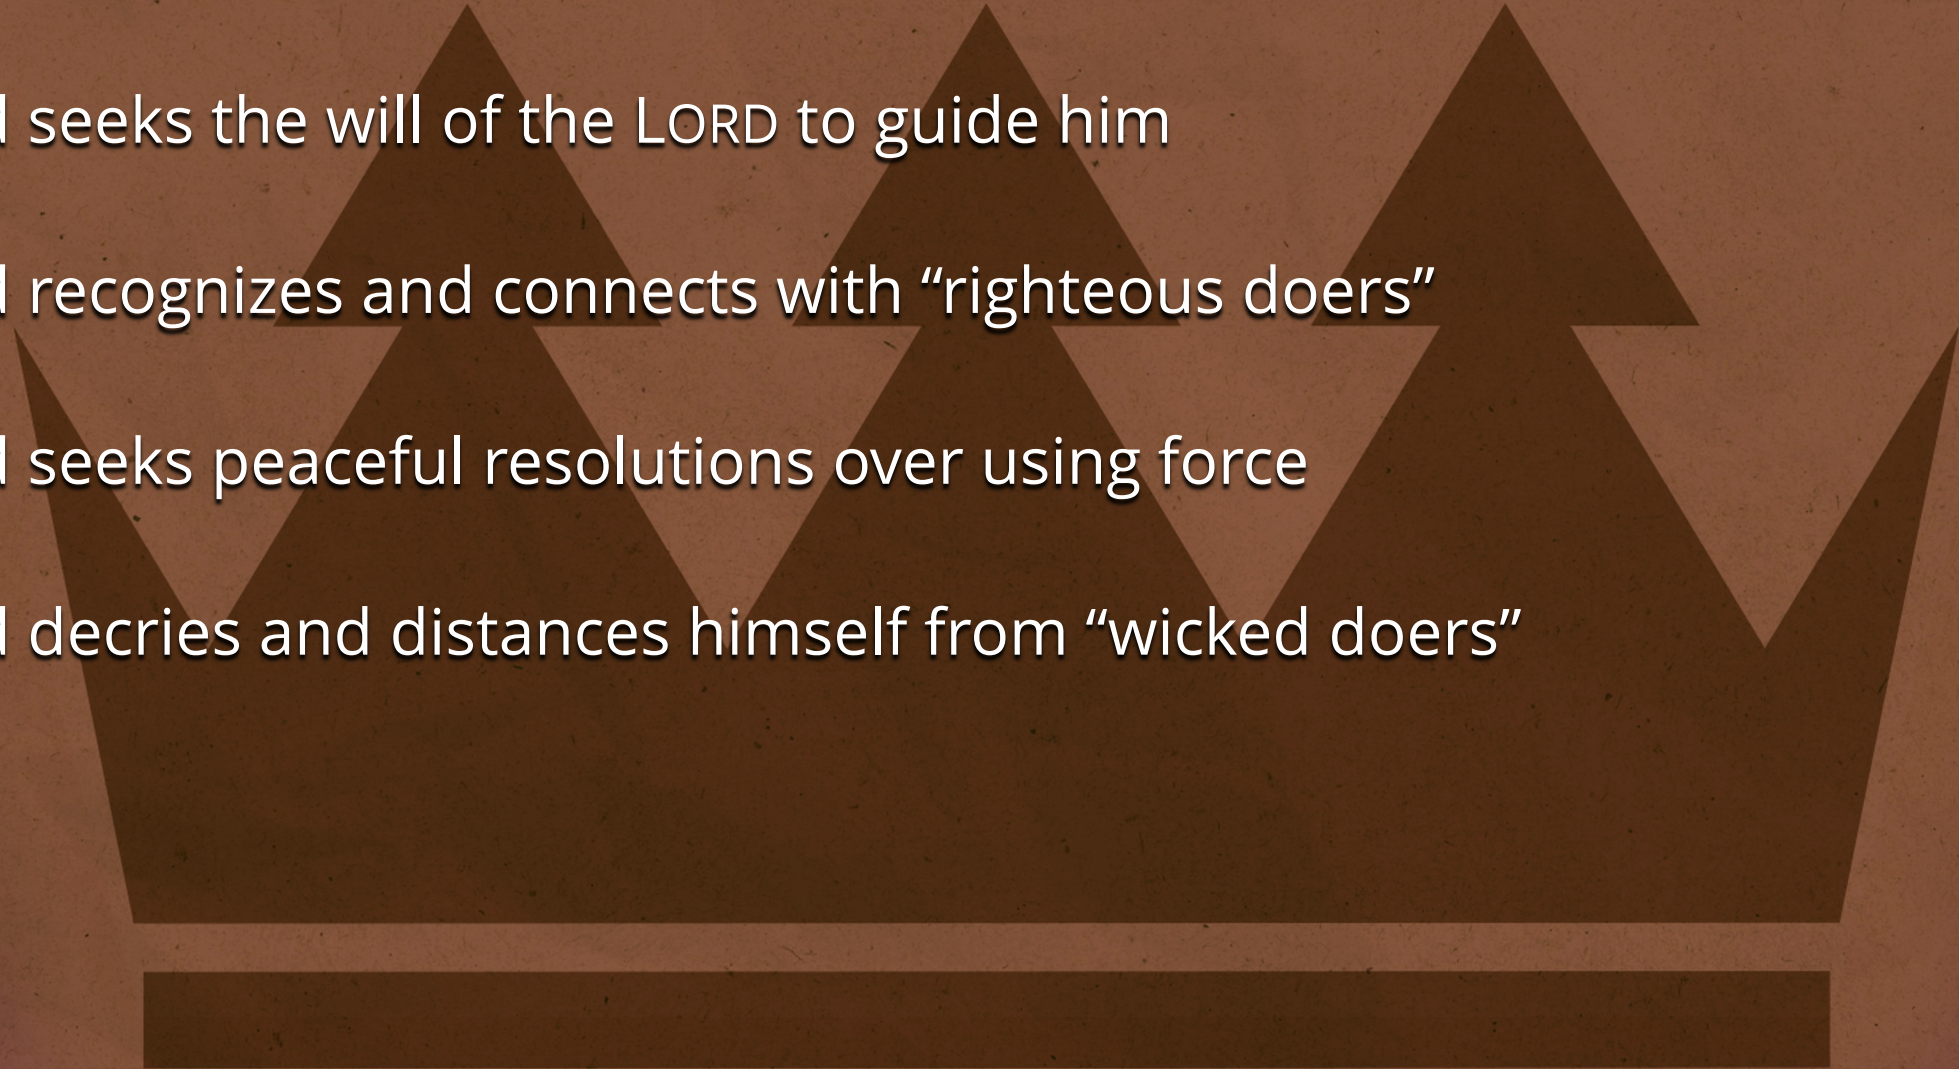 d seeks the will of the LORD to guide him
d recognizes and connects with “righteous doers”
d seeks peaceful resolutions over using force
d decries and distances himself from “wicked doers”